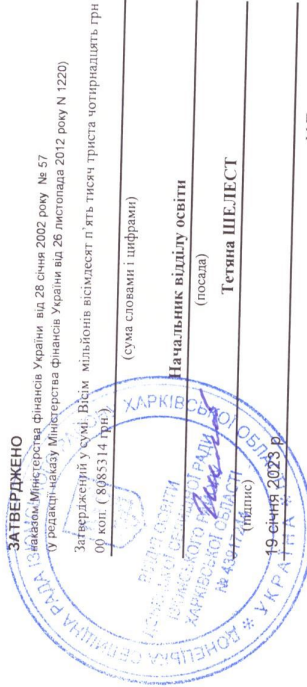 ЗАТВЕРДЖЕНО
наказом Міністерства фінансів України від 28 січня 2002 року № 57
(у редакції наказу Міністерства фінансів України від 26 листопада 2012 року N 1220)
Затверджений у сумі Вісім мільйонів вісімдесят п'ять тисяч триста чотирнадцять грн
00 коп. ( 8085314 грн.)
(сума словами і цифрами)
Начальник відділу освіти
(посада)
Тетяна ШЕЛЕСТ
(підпис)
19 січня 2023 р.
ДОНЕЦЬКА СЕЛИЩНА РАДА
ХАРКІВСЬКОЇ ОБЛАСТІ
УКРАЇНА
ВІДДІЛ ОСВІТИ
ХАРКІВСЬКОЇ ОБЛАСТІ